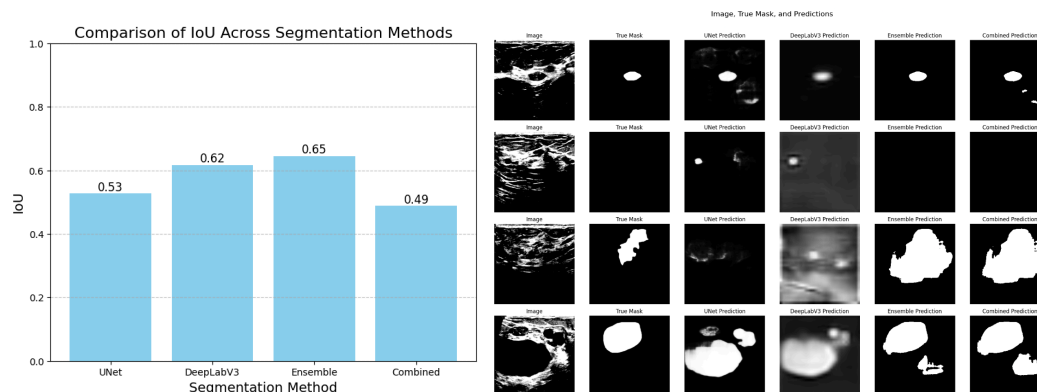 Comparison of IoU Across Segmentation Methods
1.0
0.8
0.6
0.4
0.2
0.0
IoU
0.53
0.62
0.65
0.49
UNet
DeepLabV3
Ensemble
Combined
Segmentation Method
Image, True Mask, and Predictions
Image True Mask UNet Prediction DeepLabV3 Prediction Ensemble Prediction Combined Prediction
Image True Mask UNet Prediction DeepLabV3 Prediction Ensemble Prediction Combined Prediction
Image True Mask UNet Prediction DeepLabV3 Prediction Ensemble Prediction Combined Prediction
Image True Mask UNet Prediction DeepLabV3 Prediction Ensemble Prediction Combined Prediction